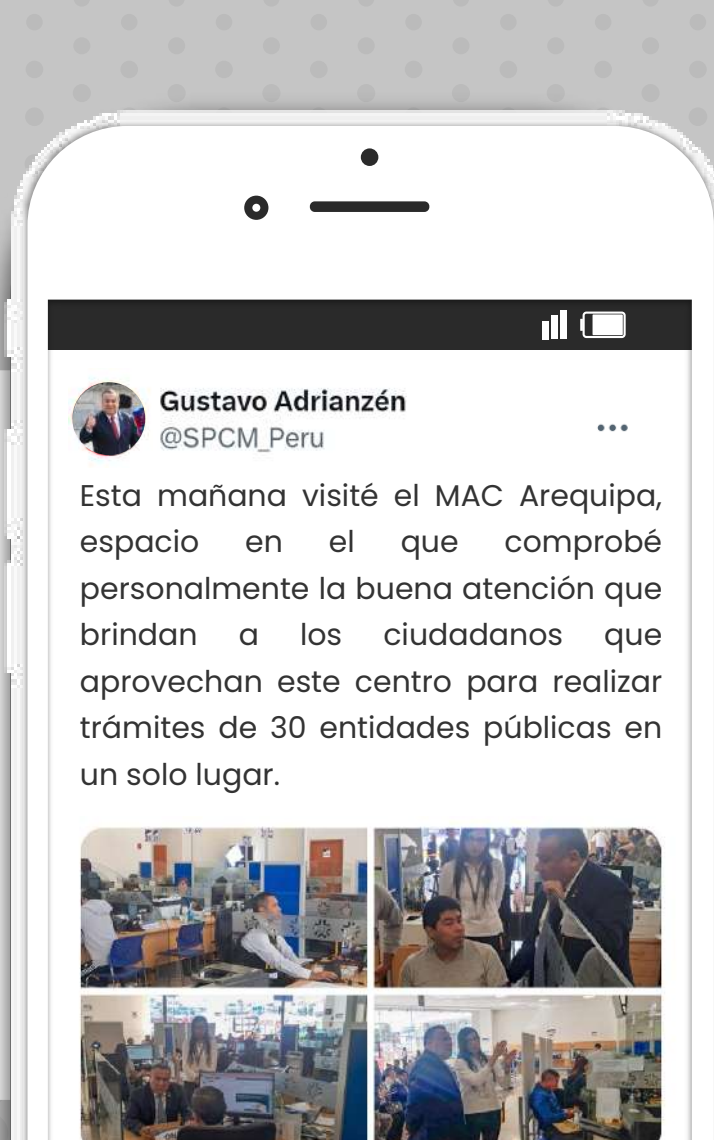 Gustavo Adrianzén
@SPCM_Peru
Esta mañana visité el MAC Arequipa,
espacio en el que comprobé
personalmente la buena atención que
brindan a los ciudadanos que
aprovechan este centro para realizar
trámites de 30 entidades públicas en
un solo lugar.